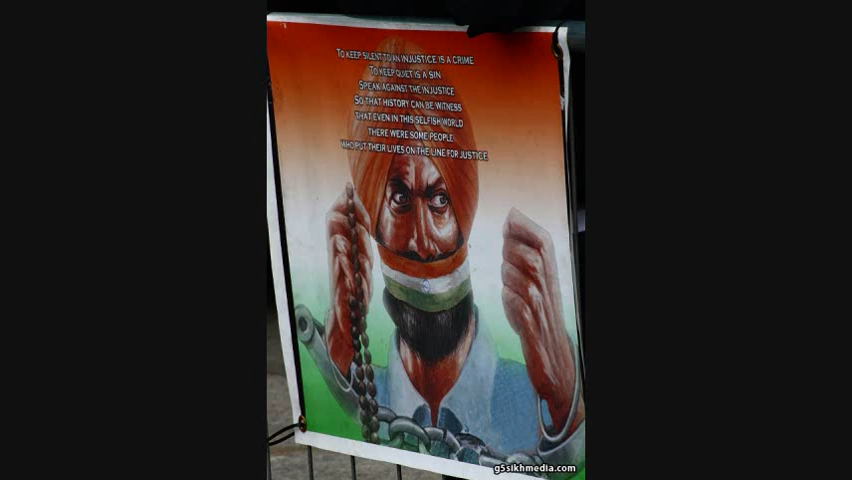 TO KEEP SILENT TO AN INJUSTICE IS A CRIME
TO KEEP QUIET IS A SIN
SPEAK AGAINST THE INJUSTICE
SO THAT HISTORY CAN BE WITNESS
THAT EVEN IN THIS SELFISH WORLD
THERE WERE SOME PEOPLE
WHO PUT THEIR LIVES ON THE LINE FOR JUSTICE
g5sikhmedia.com